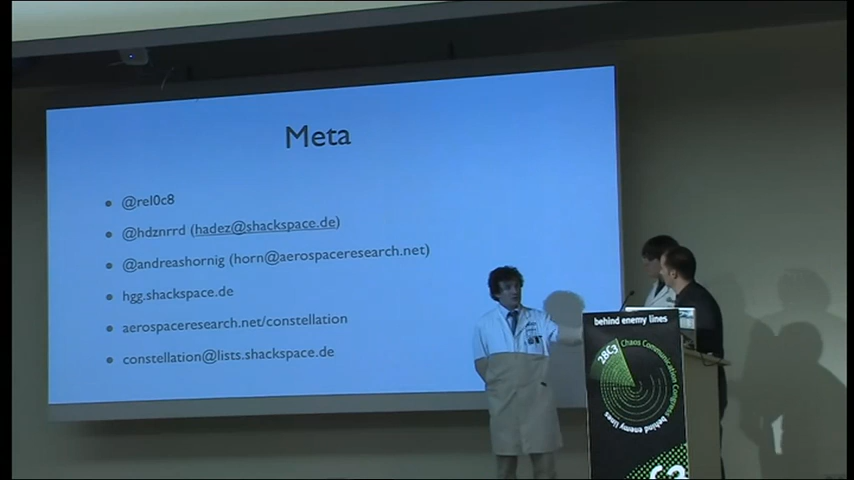 Meta
@rel0c8
@hdznrrd (hadez@shackspace.de)
@andreashornig (horn@aerospaceresearch.net)
hgg.shackspace.de
aerospaceresearch.net/constellation
constellation@lists.shackspace.de
behind enemy lines
28C3 Chaos Communication Congress behind enemy lines